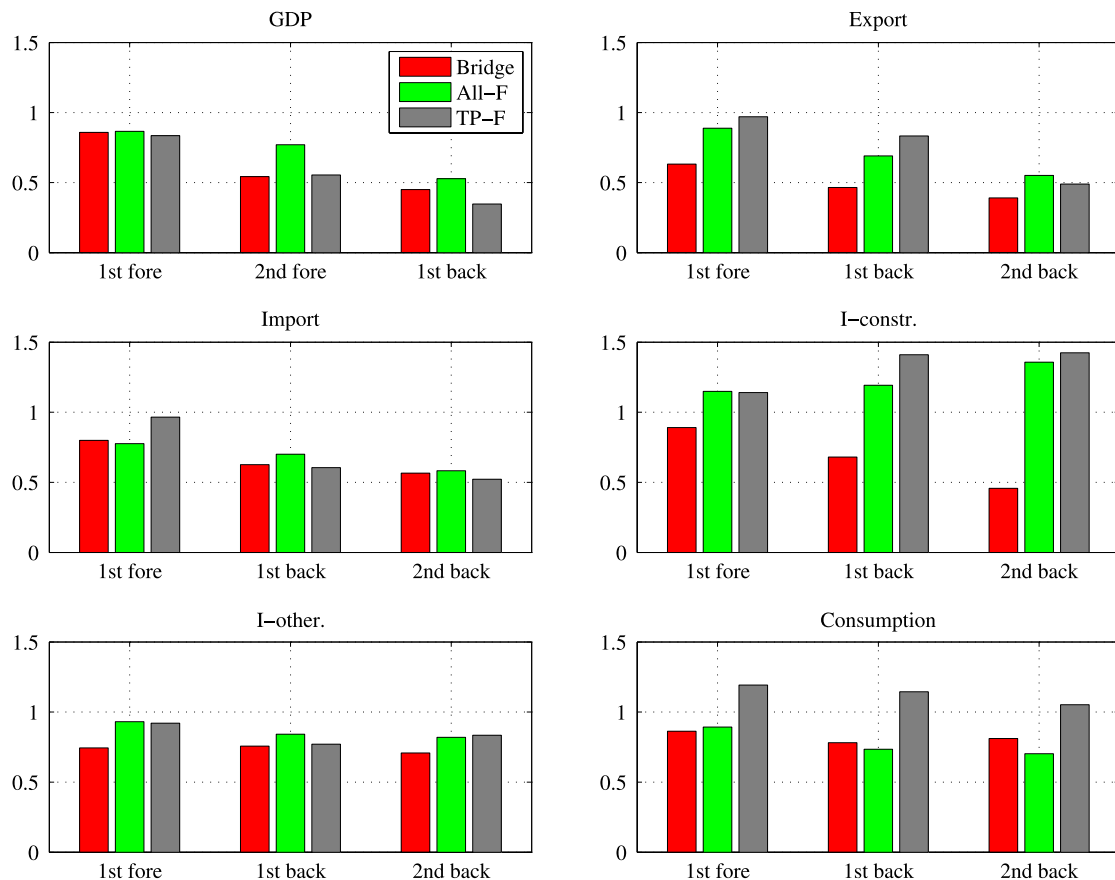 GDP
1.5
1
0.5
0
Bridge
All−F
TP−F
1st fore
2nd fore
1st back
Export
1.5
1
0.5
0
1st fore
1st back
2nd back
Import
1.5
1
0.5
0
1st fore
1st back
2nd back
I−constr.
1.5
1
0.5
0
1st fore
1st back
2nd back
I−other.
1.5
1
0.5
0
1st fore
1st back
2nd back
Consumption
1.5
1
0.5
0
1st fore
1st back
2nd back